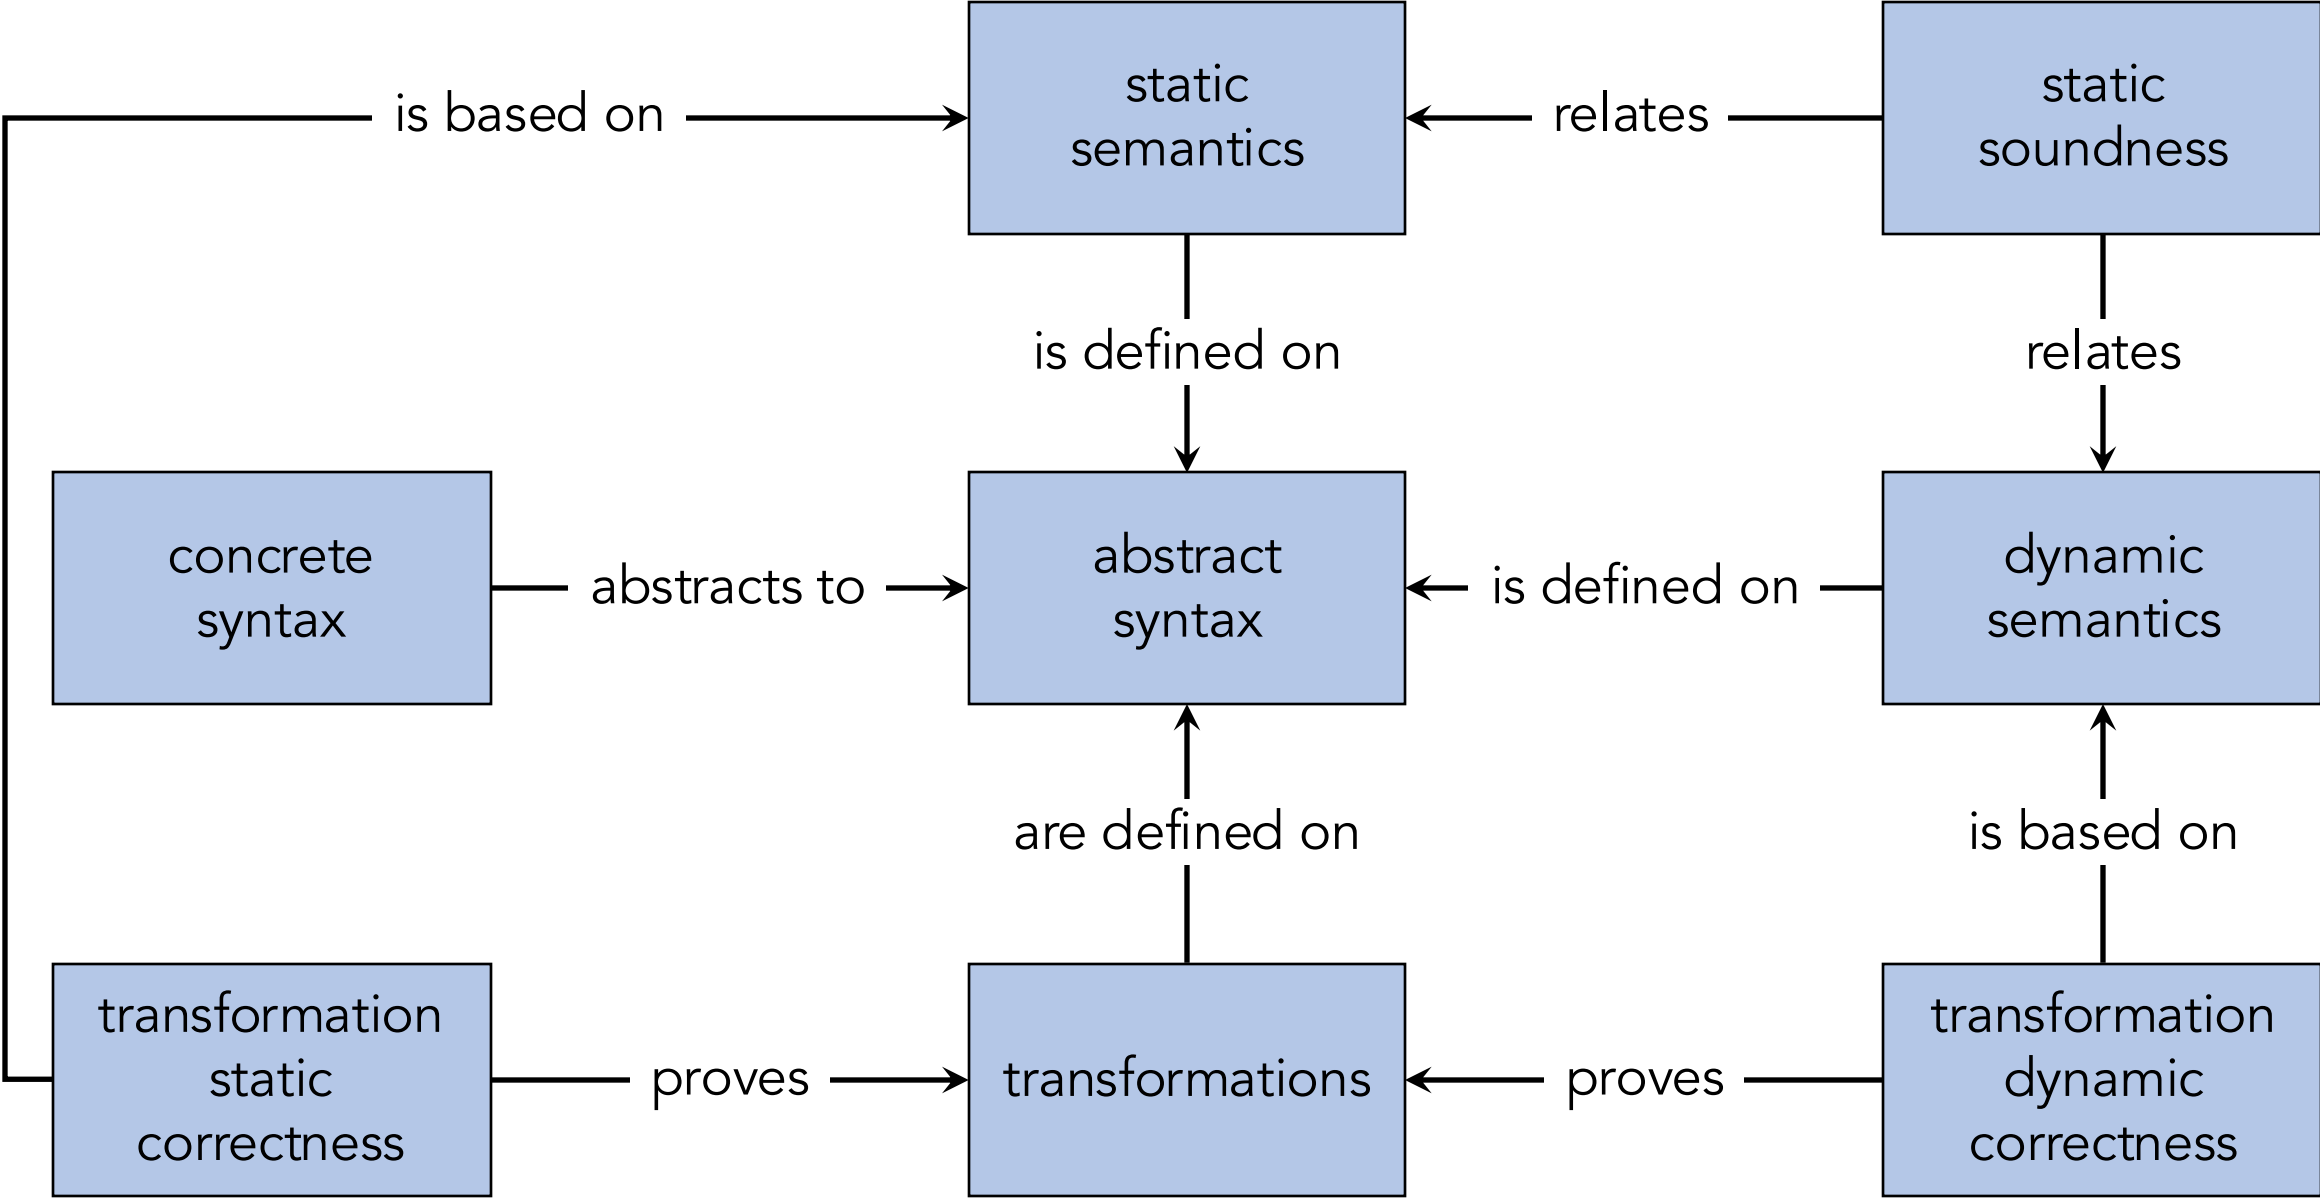 static
semantics
static
soundness
is based on
relates
is defined on
relates
concrete
syntax
abstracts to
abstract
syntax
is defined on
dynamic
semantics
are defined on
is based on
transformation
static
correctness
proves
transformations
proves
transformation
dynamic
correctness